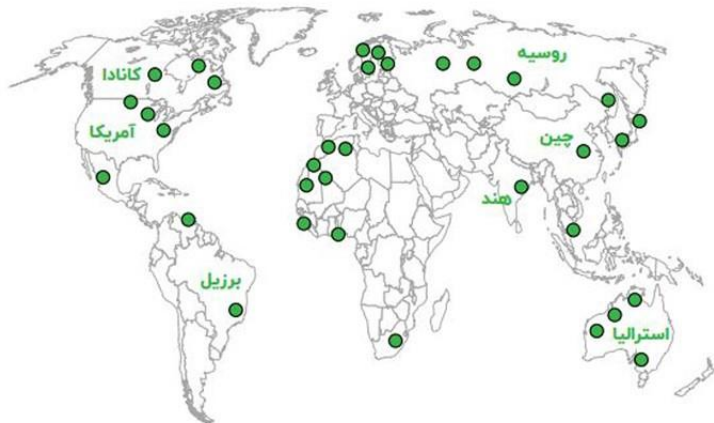 روسیه
کانادا
آمریکا
چین
هند
برزیل
استرالیا